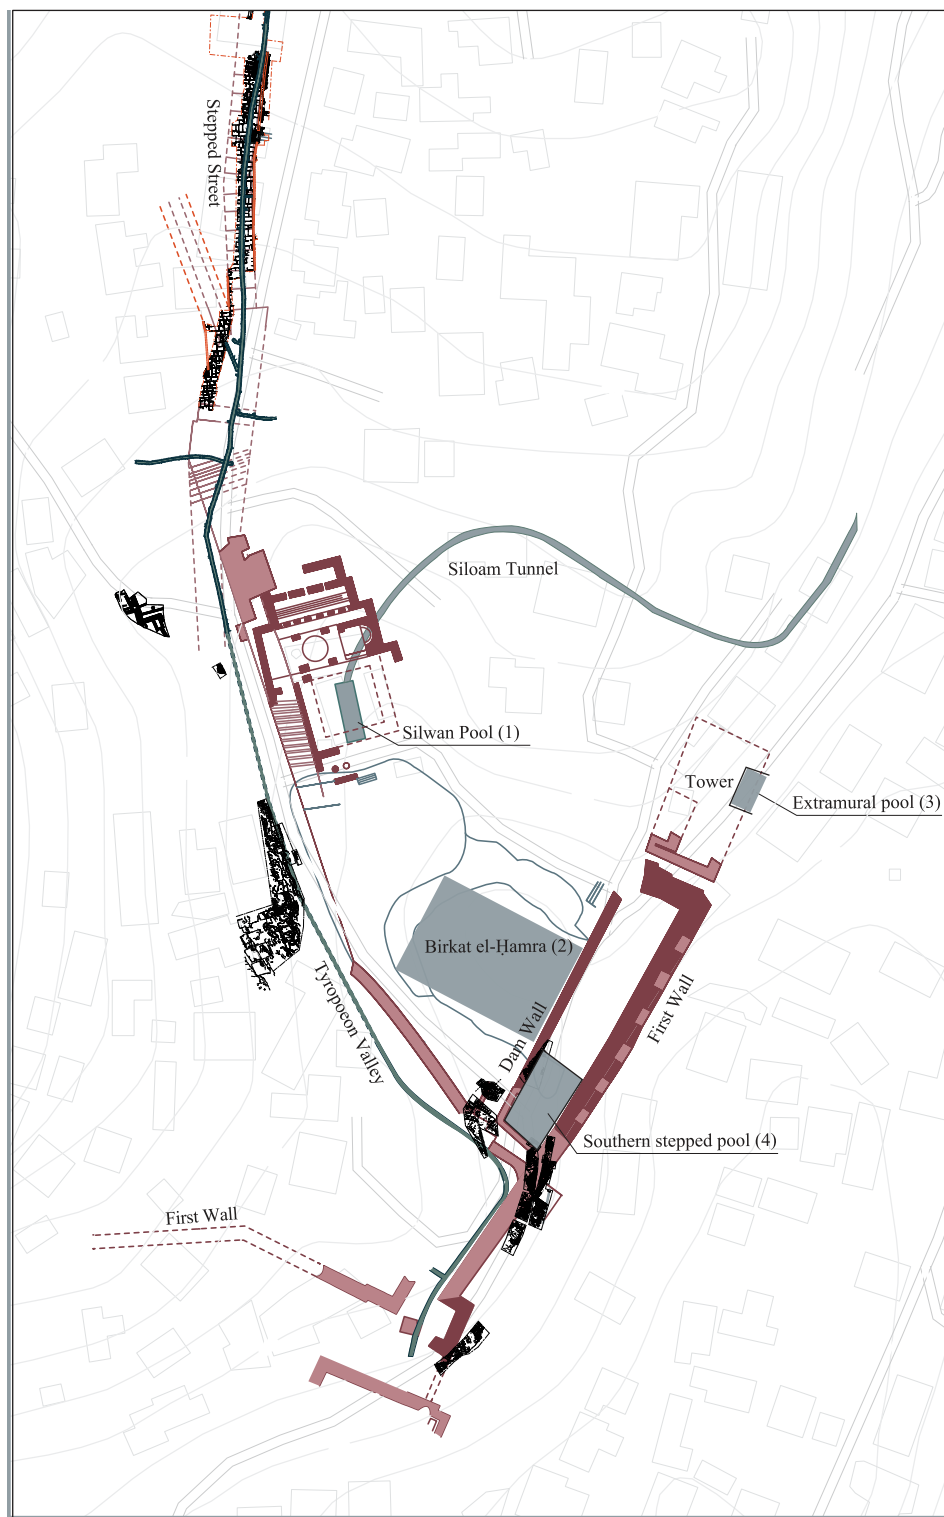 Stepped Street
Siloam Tunnel
Silwan Pool (1)
Tower
Extramural pool (3)
Birkat el-Ḥamra (2)
Tyropoeon Valley
Dam Wall
First Wall
Southern stepped pool (4)
First Wall